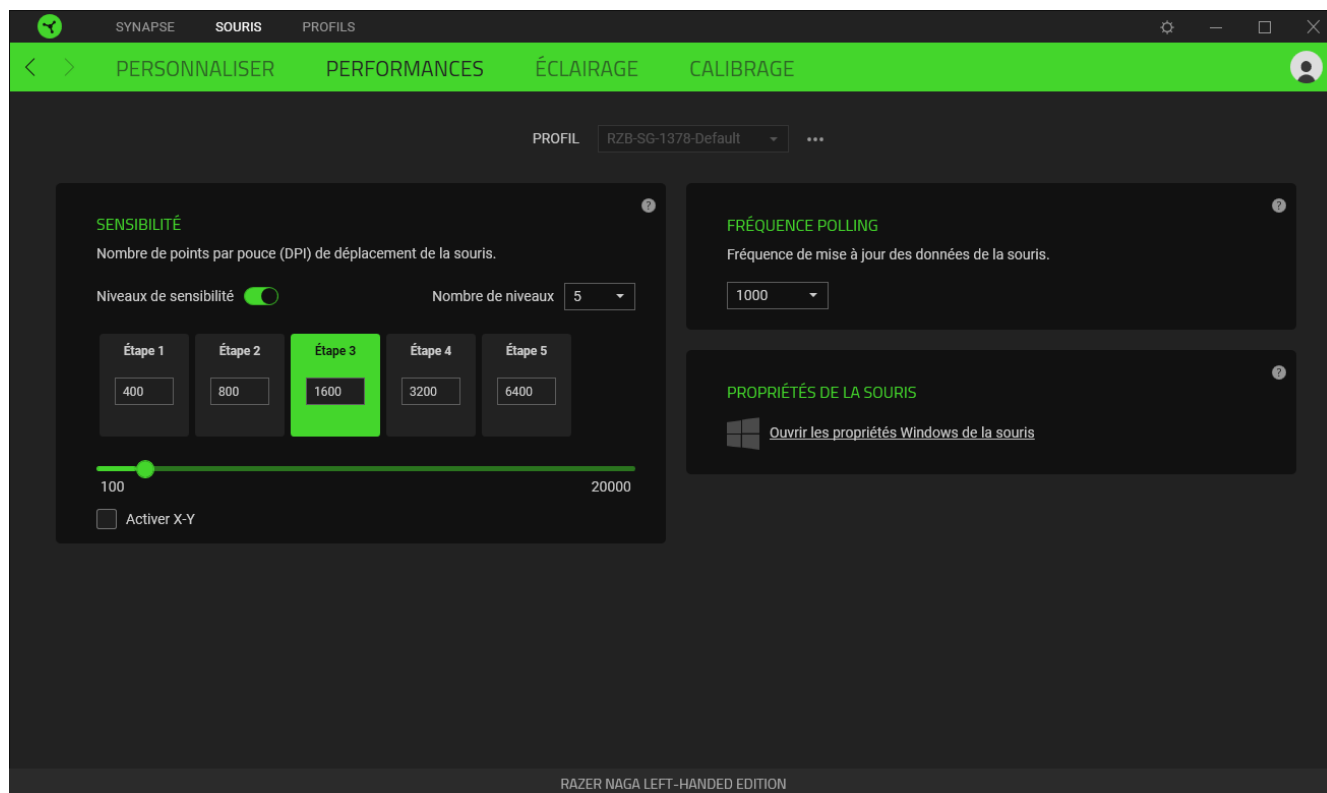 SYNAPSE SOURIS PROFILS
PERSONNALISER PERFORMANCES ÉCLAIRAGE CALIBRAGE
PROFIL RZB-SG-1378-Default
SENSIBILITÉ
Nombre de points par pouce (DPI) de déplacement de la souris.
Niveaux de sensibilité Nombre de niveaux 5
Étape 1 Étape 2 Étape 3 Étape 4 Étape 5
400 800 1600 3200 6400
100 20000
Activer X-Y
FRÉQUENCE POLLING
Fréquence de mise à jour des données de la souris.
1000
PROPRIÉTÉS DE LA SOURIS
Ouvrir les propriétés Windows de la souris
RAZER NAGA LEFT-HANDED EDITION